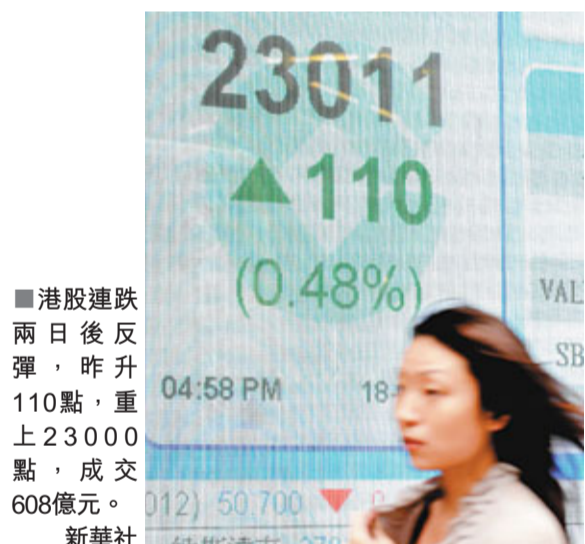 23011
▲110
(0.48%)
04:58 PM 18-
012) 50,700 ▼
■港股連跌
兩日後反
彈，昨升
110點，重
上23000
點，成交
608億元。
新華社